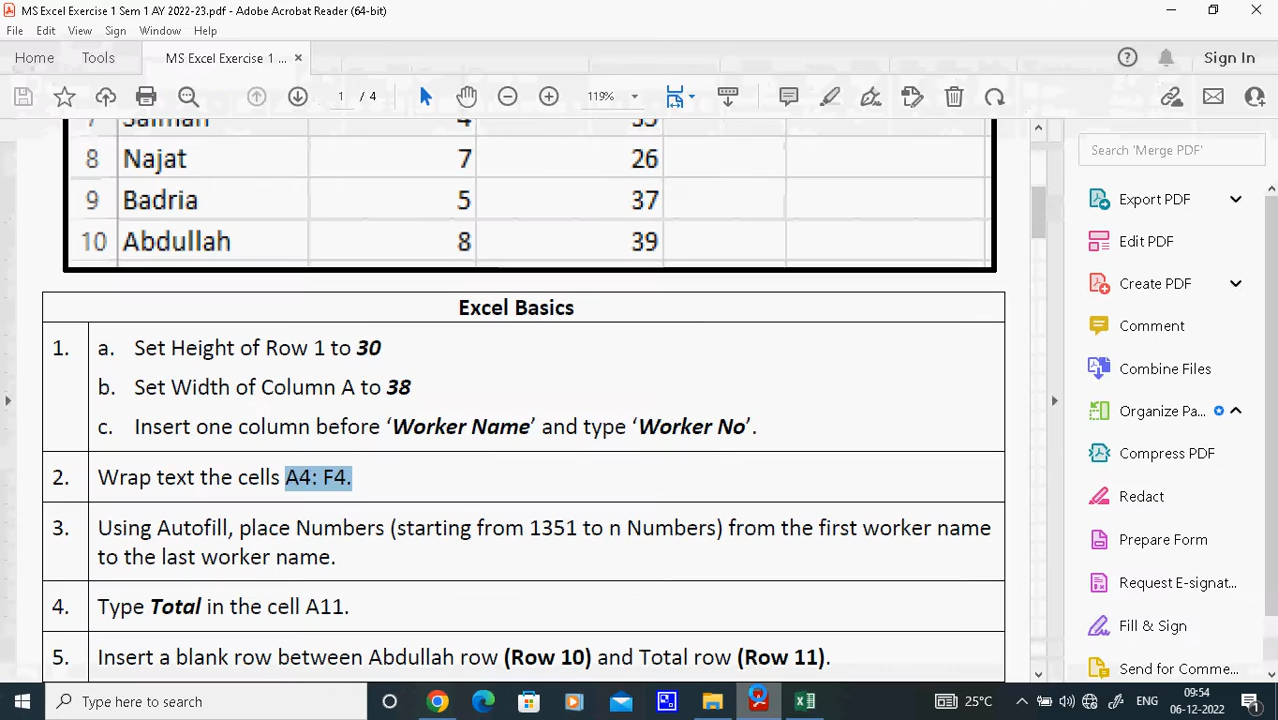 MS Excel Exercise 1 Sem 1 AY 2022-23.pdf - Adobe Acrobat Reader (64-bit)
File Edit View Sign Window Help
Home Tools MS Excel Exercise 1 ... × Sign In
1 / 4 119%
7 Salman 4 35
8 Najat 7 26
9 Badria 5 37
10 Abdullah 8 39
Excel Basics
1. a. Set Height of Row 1 to 30
b. Set Width of Column A to 38
c. Insert one column before ‘Worker Name’ and type ‘Worker No’.
2. Wrap text the cells A4: F4.
3. Using Autofill, place Numbers (starting from 1351 to n Numbers) from the first worker name
to the last worker name.
4. Type Total in the cell A11.
5. Insert a blank row between Abdullah row (Row 10) and Total row (Row 11).
Search 'Merge PDF'
Export PDF
Edit PDF
Create PDF
Comment
Combine Files
Organize Pa...
Compress PDF
Redact
Prepare Form
Request E-signat...
Fill & Sign
Send for Comme...
Type here to search
25°C ENG 09:54
06-12-2022